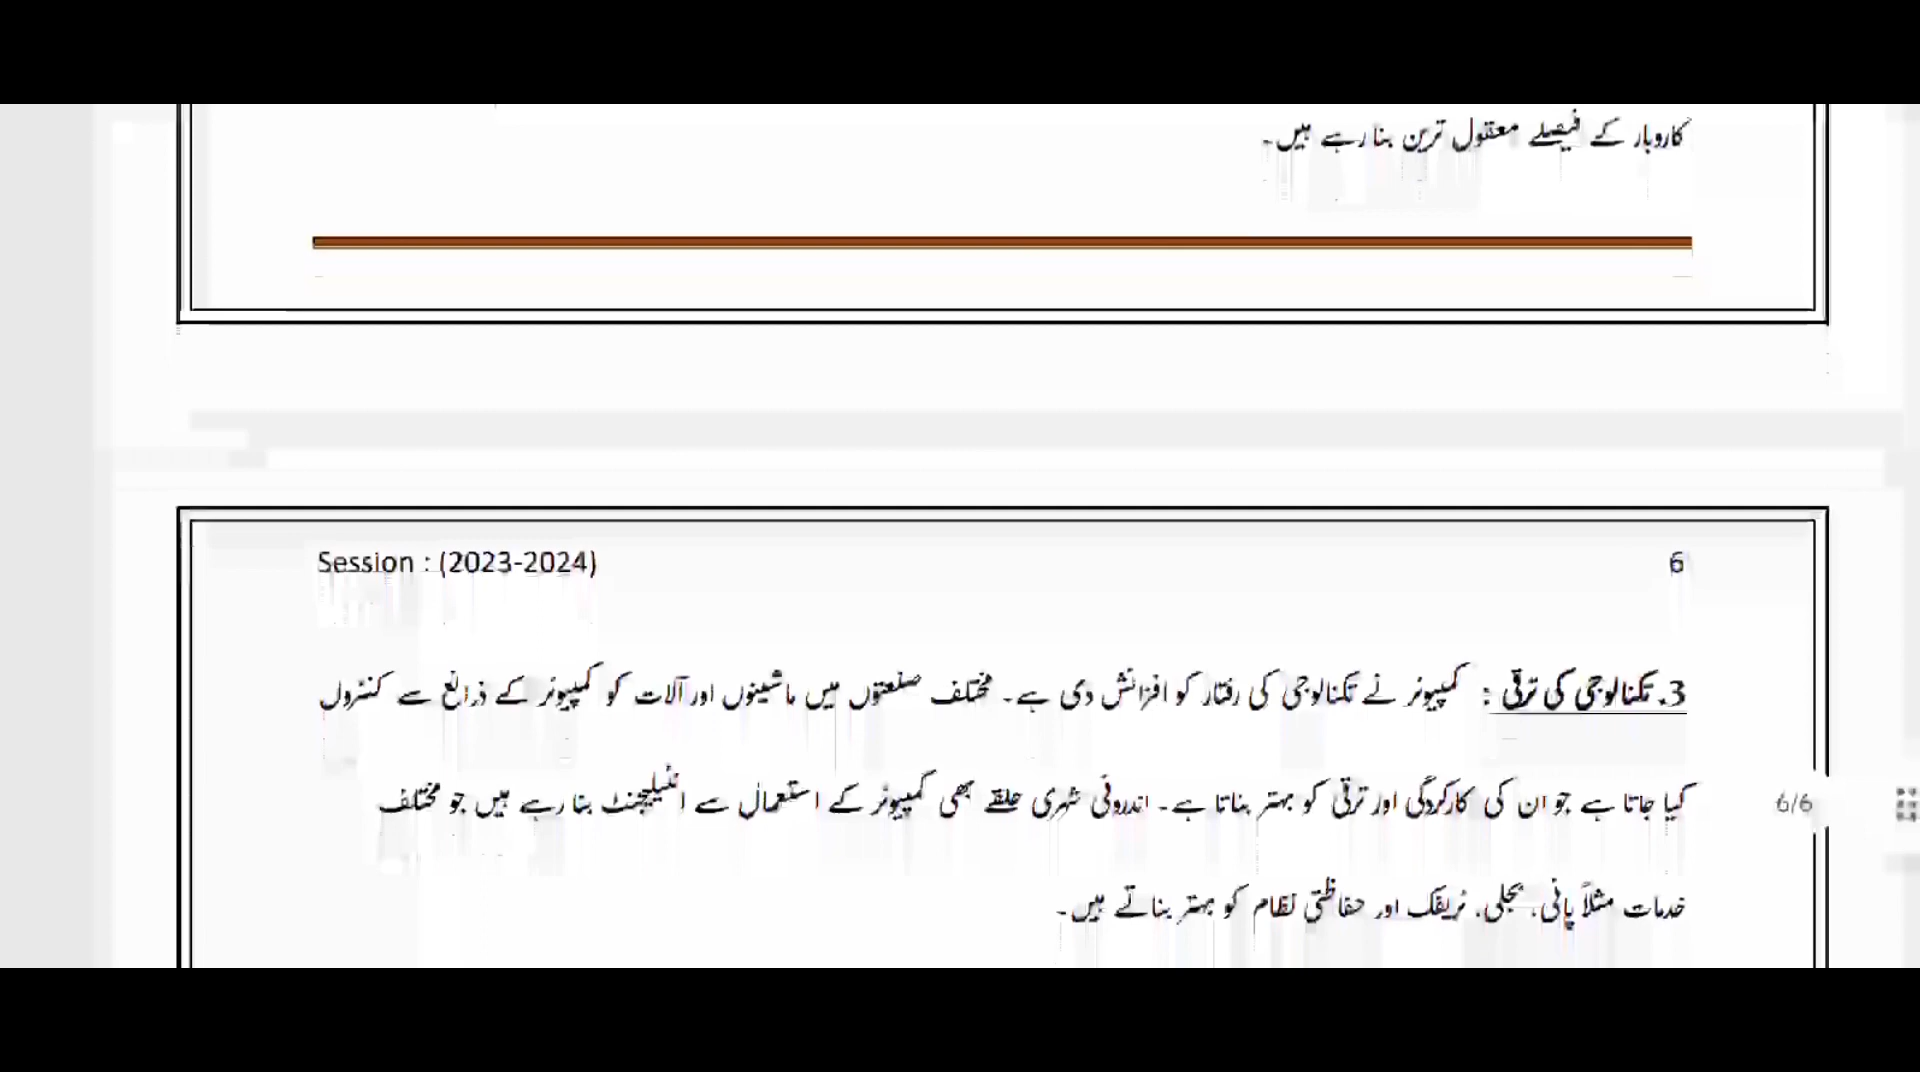 کاروبار کے فیصلے معقول ترین بنا رہے ہیں۔
Session : (2023-2024) 6
3. تکنالوجی کی ترقی : کمپیوٹر نے تکنالوجی کی رفتار کو افزائش دی ہے۔ مختلف صنعتوں میں ماشینوں اور آلات کو کمپیوٹر کے ذرائع سے کنٹرول
کیا جاتا ہے جو ان کی کارکردگی اور ترقی کو بہتر بناتا ہے۔ اندرونی شہری حلقے بھی کمپیوٹر کے استعمال سے انٹیلیجنٹ بنا رہے ہیں جو مختلف
6/6
خدمات مثلاً پانی، بجلی، ٹریفک اور حفاظتی نظام کو بہتر بناتے ہیں۔